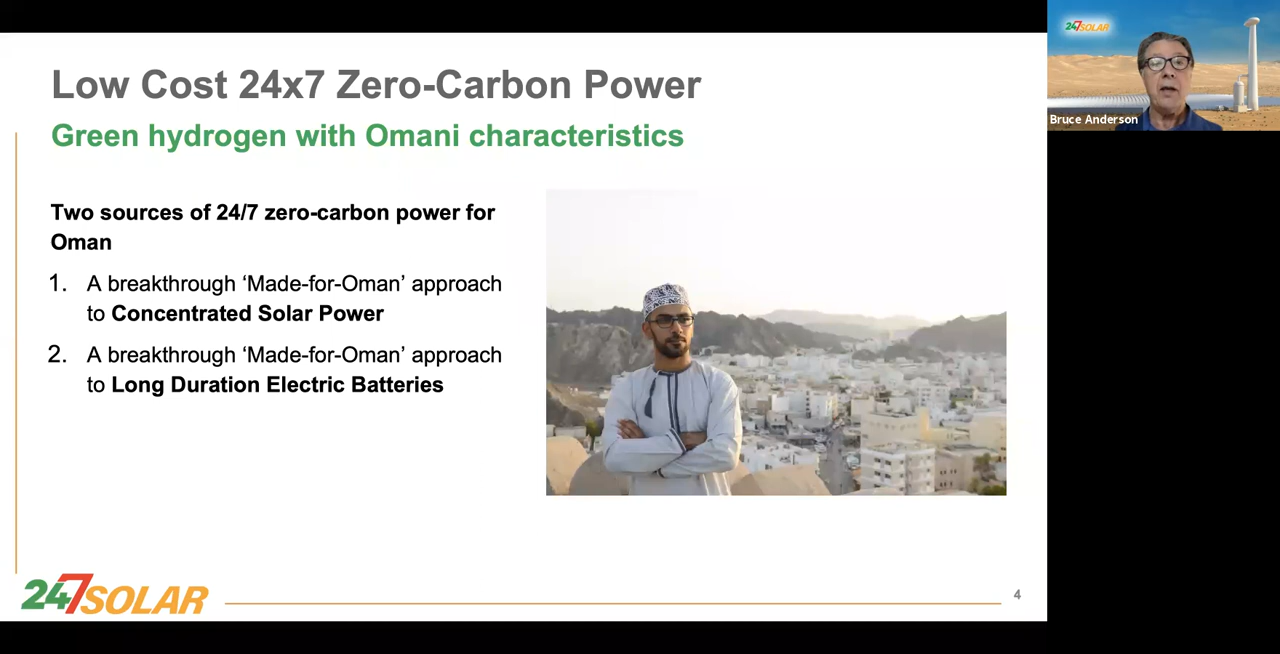 Low Cost 24x7 Zero-Carbon Power
Green hydrogen with Omani characteristics
Two sources of 24/7 zero-carbon power for
Oman
1. A breakthrough ‘Made-for-Oman’ approach
to Concentrated Solar Power
2. A breakthrough ‘Made-for-Oman’ approach
to Long Duration Electric Batteries
247SOLAR
4
247SOLAR
Bruce Anderson